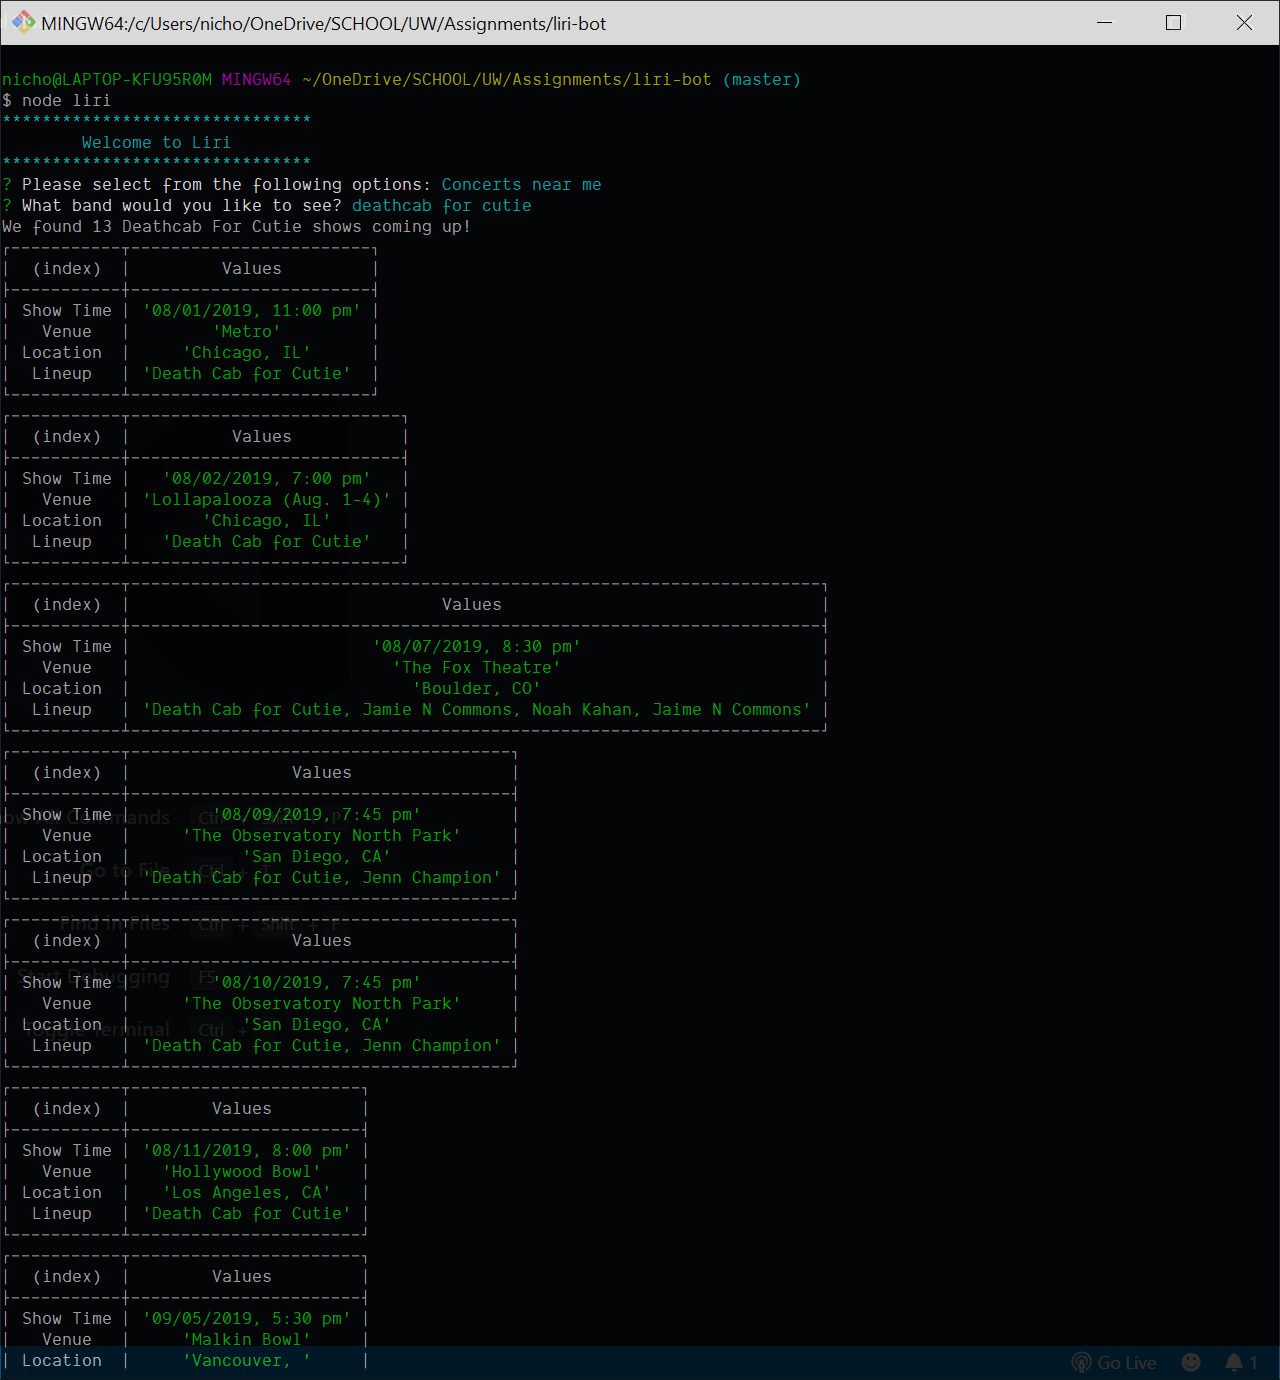 MINGW64:/c/Users/nicho/OneDrive/SCHOOL/UW/Assignments/liri-bot
nicho@LAPTOP-KFU95R0M MINGW64 ~/OneDrive/SCHOOL/UW/Assignments/liri-bot (master)
$ node liri
*******************************
Welcome to Liri
*******************************
? Please select from the following options: Concerts near me
? What band would you like to see? deathcab for cutie
We found 13 Deathcab For Cutie shows coming up!
(index) Values
Show Time '08/01/2019, 11:00 pm'
Venue 'Metro'
Location 'Chicago, IL'
Lineup 'Death Cab for Cutie'
(index) Values
Show Time '08/02/2019, 7:00 pm'
Venue 'Lollapalooza (Aug. 1-4)'
Location 'Chicago, IL'
Lineup 'Death Cab for Cutie'
(index) Values
Show Time '08/07/2019, 8:30 pm'
Venue 'The Fox Theatre'
Location 'Boulder, CO'
Lineup 'Death Cab for Cutie, Jamie N Commons, Noah Kahan, Jaime N Commons'
(index) Values
Show Time '08/09/2019, 7:45 pm'
Venue 'The Observatory North Park'
Location 'San Diego, CA'
Lineup 'Death Cab for Cutie, Jenn Champion'
(index) Values
Show Time '08/10/2019, 7:45 pm'
Venue 'The Observatory North Park'
Location 'San Diego, CA'
Lineup 'Death Cab for Cutie, Jenn Champion'
(index) Values
Show Time '08/11/2019, 8:00 pm'
Venue 'Hollywood Bowl'
Location 'Los Angeles, CA'
Lineup 'Death Cab for Cutie'
(index) Values
Show Time '09/05/2019, 5:30 pm'
Venue 'Malkin Bowl'
Location 'Vancouver, '
Go Live 1